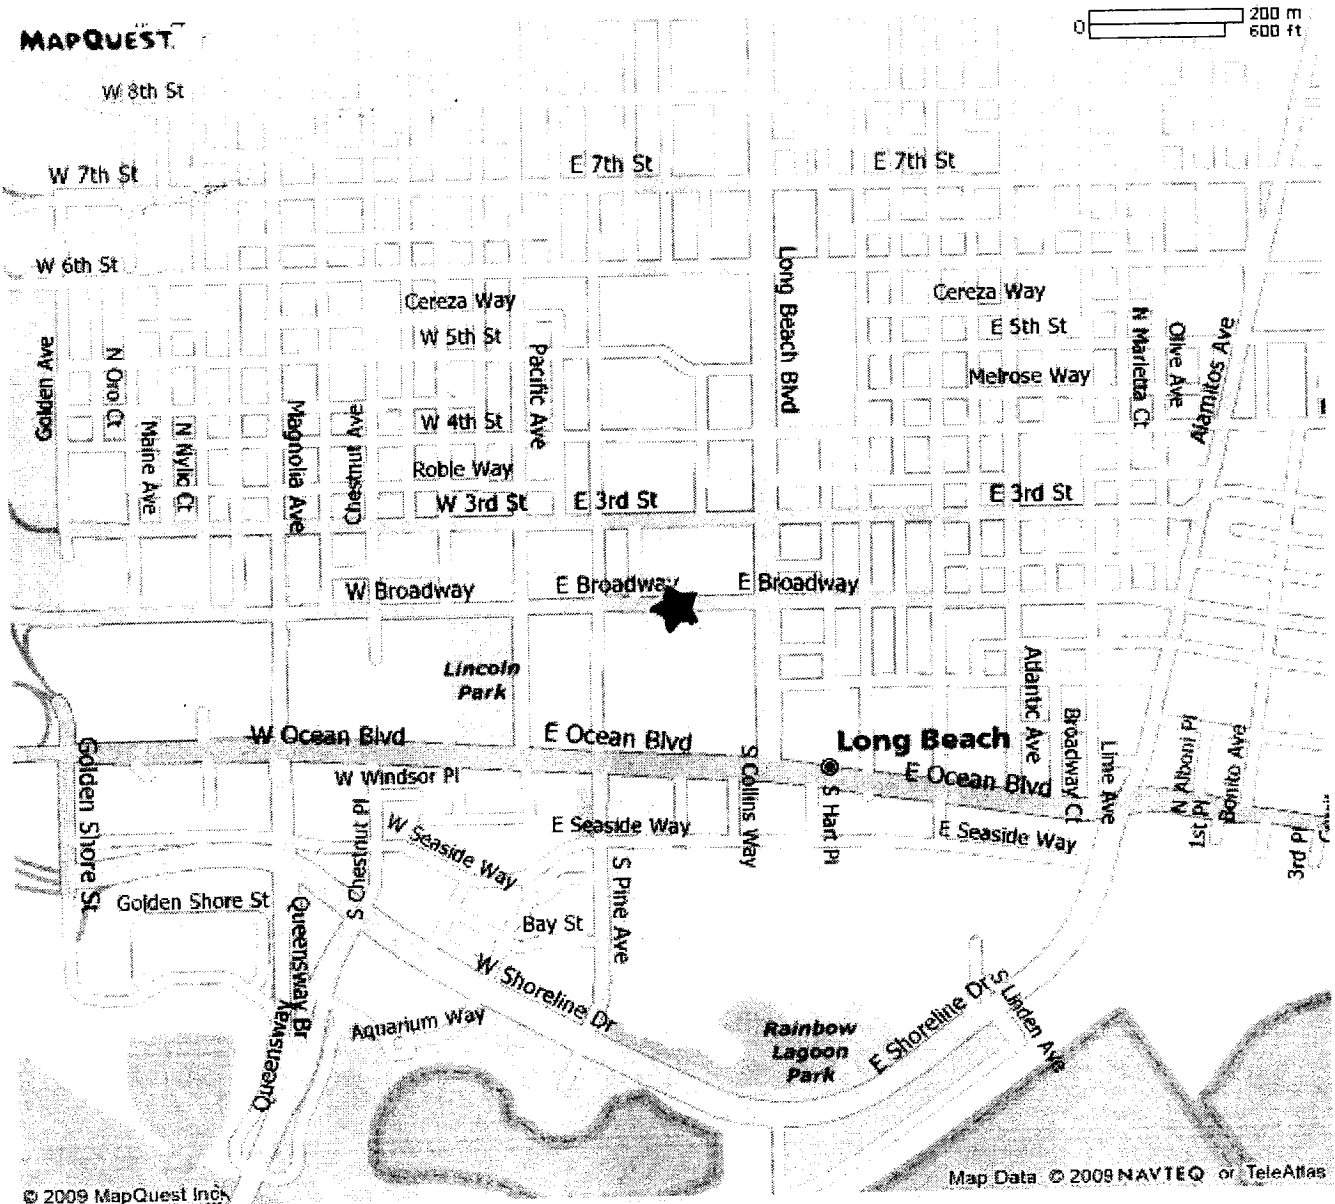 MAPQUEST
0
200 m
600 ft
W 8th St
W 7th St
E 7th St
E 7th St
W 6th St
Cereza Way
Cereza Way
W 5th St
E 5th St
Melrose Way
Long Beach Blvd
N Marietta Ct
Olive Ave
Alamitos Ave
Golden Ave
N Oro Ct
Maine Ave
N Nylic Ct
Magnolia Ave
Chestnut Ave
Pacific Ave
W 4th St
Roble Way
W 3rd St
E 3rd St
E 3rd St
W Broadway
E Broadway
E Broadway
Lincoln
Park
Atlantic Ave
Broadway Ct
Lime Ave
N Alboni Pl
1st Pl
Bonito Ave
3rd Pl
W Ocean Blvd
E Ocean Blvd
Long Beach
E Ocean Blvd
W Windsor Pl
S Collins Way
S Hart Pl
Golden Shore St
S Chestnut Pl
W Seaside Way
E Seaside Way
E Seaside Way
S Pine Ave
Golden Shore St
Queensway Br
Queensway
Bay St
W Shoreline Dr
Aquarium Way
Rainbow
Lagoon
Park
E Shoreline Dr
S Linden Ave
Map Data © 2009 NAVTEQ or TeleAtlas
© 2009 MapQuest Inc.